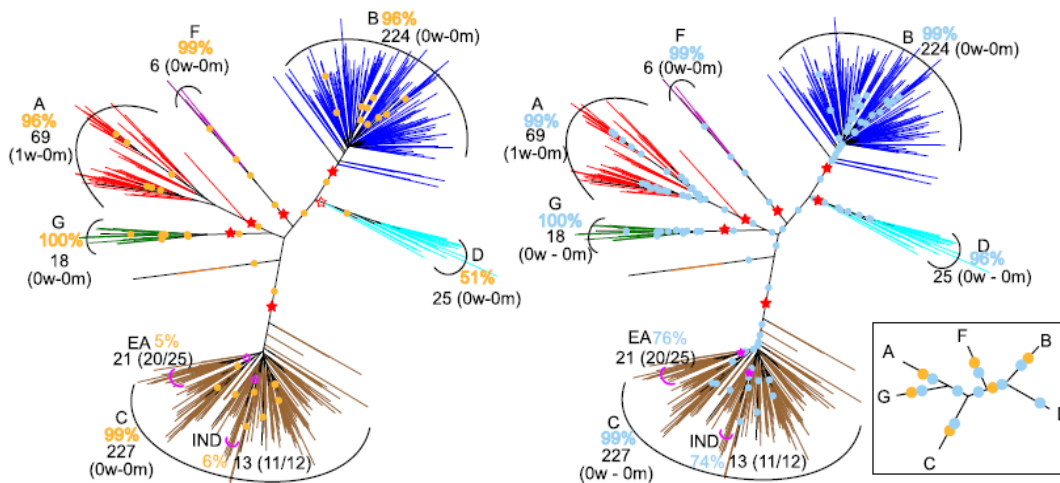 F
99%
6 (0w-0m)
B 96%
224 (0w-0m)
A
96%
69
(1w-0m)
G
100%
18
(0w-0m)
D
51%
25 (0w-0m)
EA 5%
21 (20/25)
C
99%
227
(0w-0m)
IND
6% 13 (11/12)
F
99%
6 (0w-0m)
99%
B
224 (0w-0m)
A
99%
69
(1w-0m)
G
100%
18
(0w - 0m)
D
96%
25 (0w - 0m)
EA 76%
21 (20/25)
C
99%
227
(0w - 0m)
IND
74% 13 (11/12)
F
B
A
G
D
C